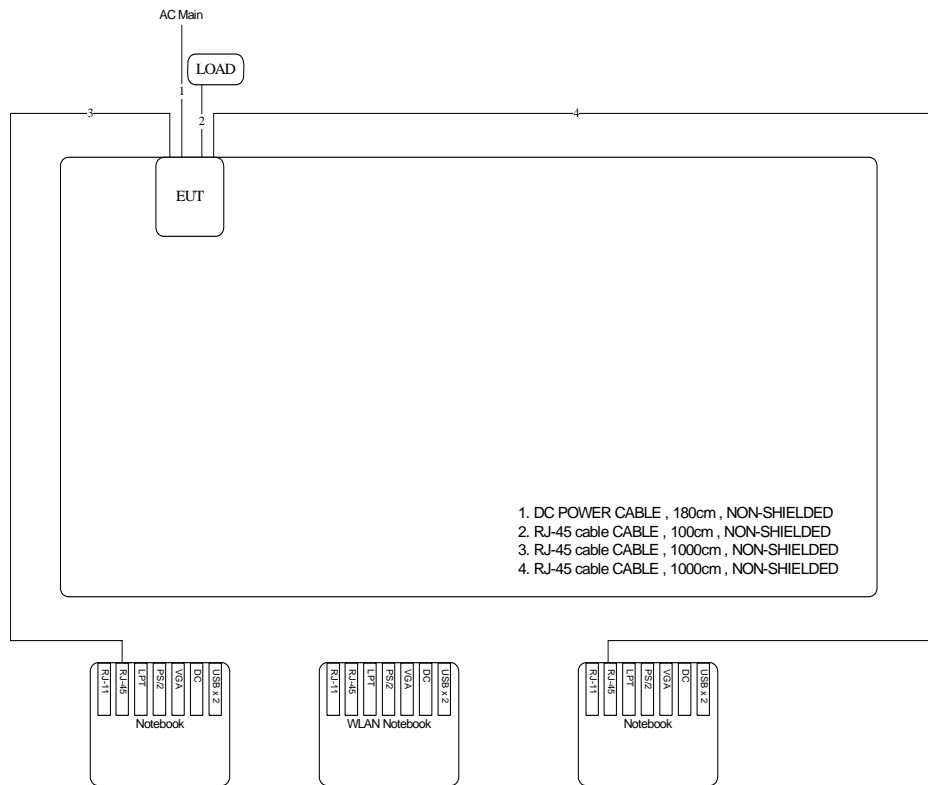 AC Main
LOAD
1
3
2
4
EUT
1. DC POWER CABLE , 180cm , NON-SHIELDED
2. RJ-45 cable CABLE , 100cm , NON-SHIELDED
3. RJ-45 cable CABLE , 1000cm , NON-SHIELDED
4. RJ-45 cable CABLE , 1000cm , NON-SHIELDED
RJ-11
RJ-45
LPT
PS/2
VGA
DC
USB x 2
Notebook
RJ-11
RJ-45
LPT
PS/2
VGA
DC
USB x 2
WLAN Notebook
RJ-11
RJ-45
LPT
PS/2
VGA
DC
USB x 2
Notebook